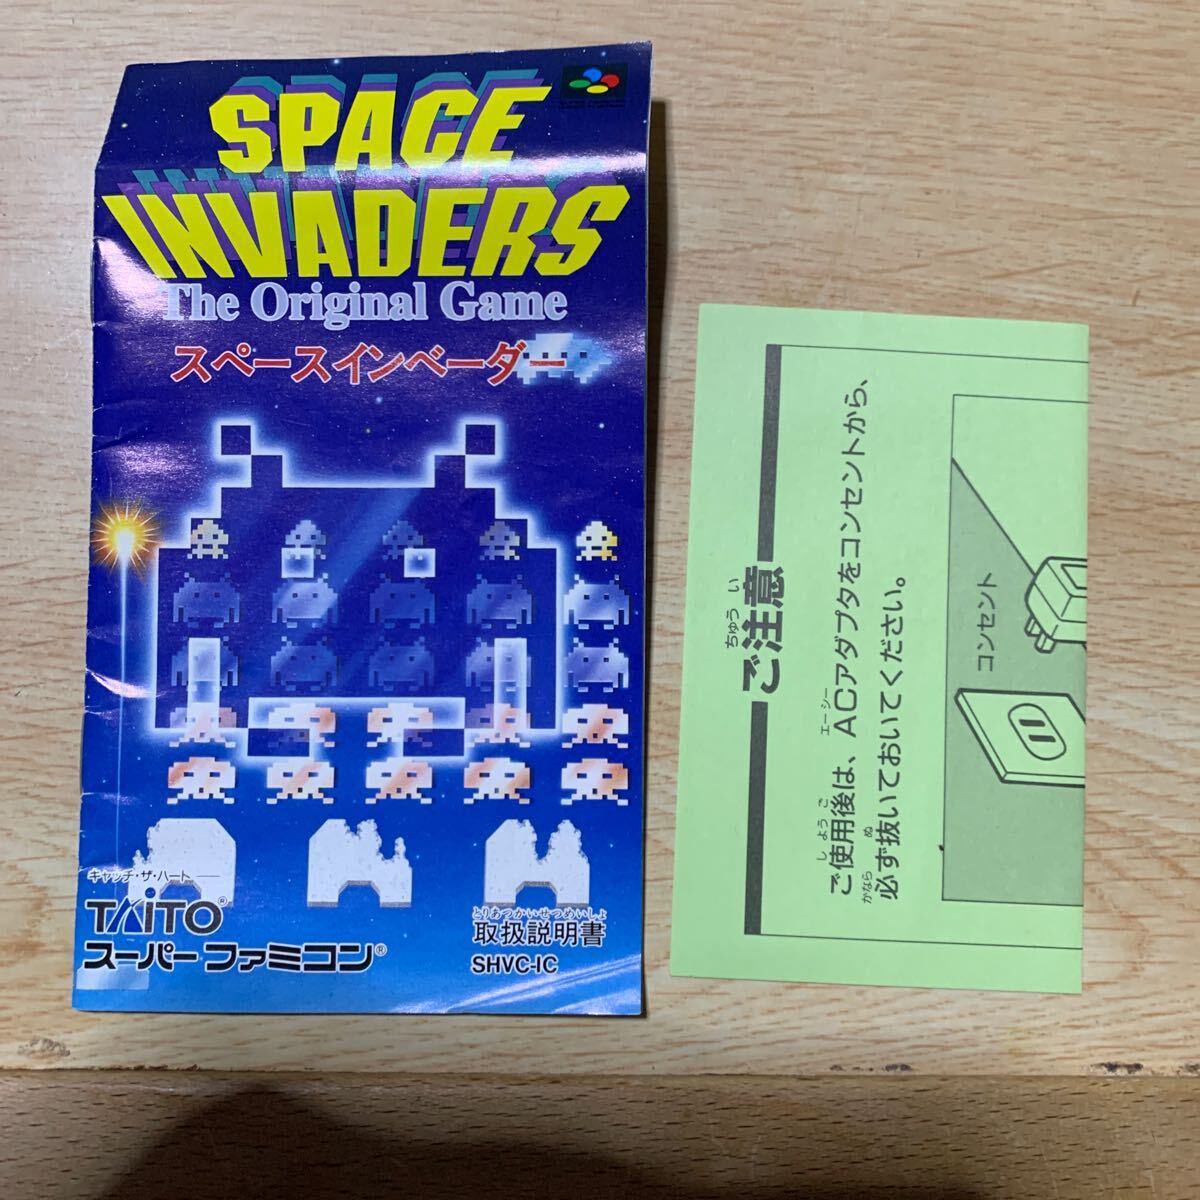 SPACE
INVADERS
The Original Game
スペースインベーダー
キャッチ・ザ・ハート
TAITO®
スーパーファミコン®
とりあつかいせつめいしょ
取扱説明書
SHVC-IC
ちゅう い
ご注意
エーシー
ご使用後は、ACアダプタをコンセントから、
し よう ご
必ず抜いておいてください。
かなら ぬ
コンセント